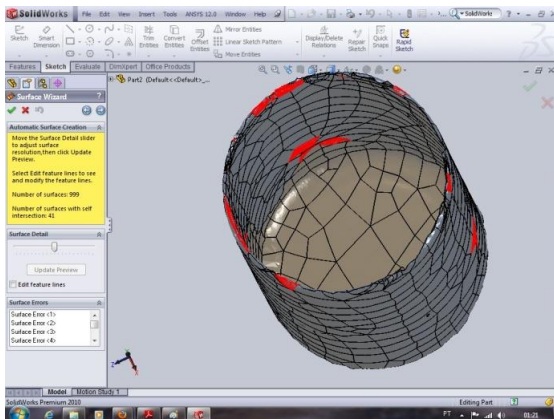 SolidWorks File Edit View Insert Tools ANSYS 12.0 Window Help SolidWorks
Sketch Smart Dimension Trim Entities Convert Entities Offset Entities Mirror Entities Linear Sketch Pattern Move Entities Display/Delete Relations Repair Sketch Quick Snaps Rapid Sketch
Features Sketch Evaluate DimXpert Office Products
Part2 (Default<<Default>_...
Surface Wizard ?
Automatic Surface Creation
Move the Surface Detail slider
to adjust surface
resolution,then click Update
Preview.
Select Edit feature lines to see
and modify the feature lines.
Number of surfaces: 999
Number of surfaces with self
intersection: 41
Surface Detail
Update Preview
Edit feature lines
Surface Errors
Surface Error<1>
Surface Error<2>
Surface Error<3>
Surface Error<4>
Model Motion Study 1
SolidWorks Premium 2010 Editing Part
PT 01:21